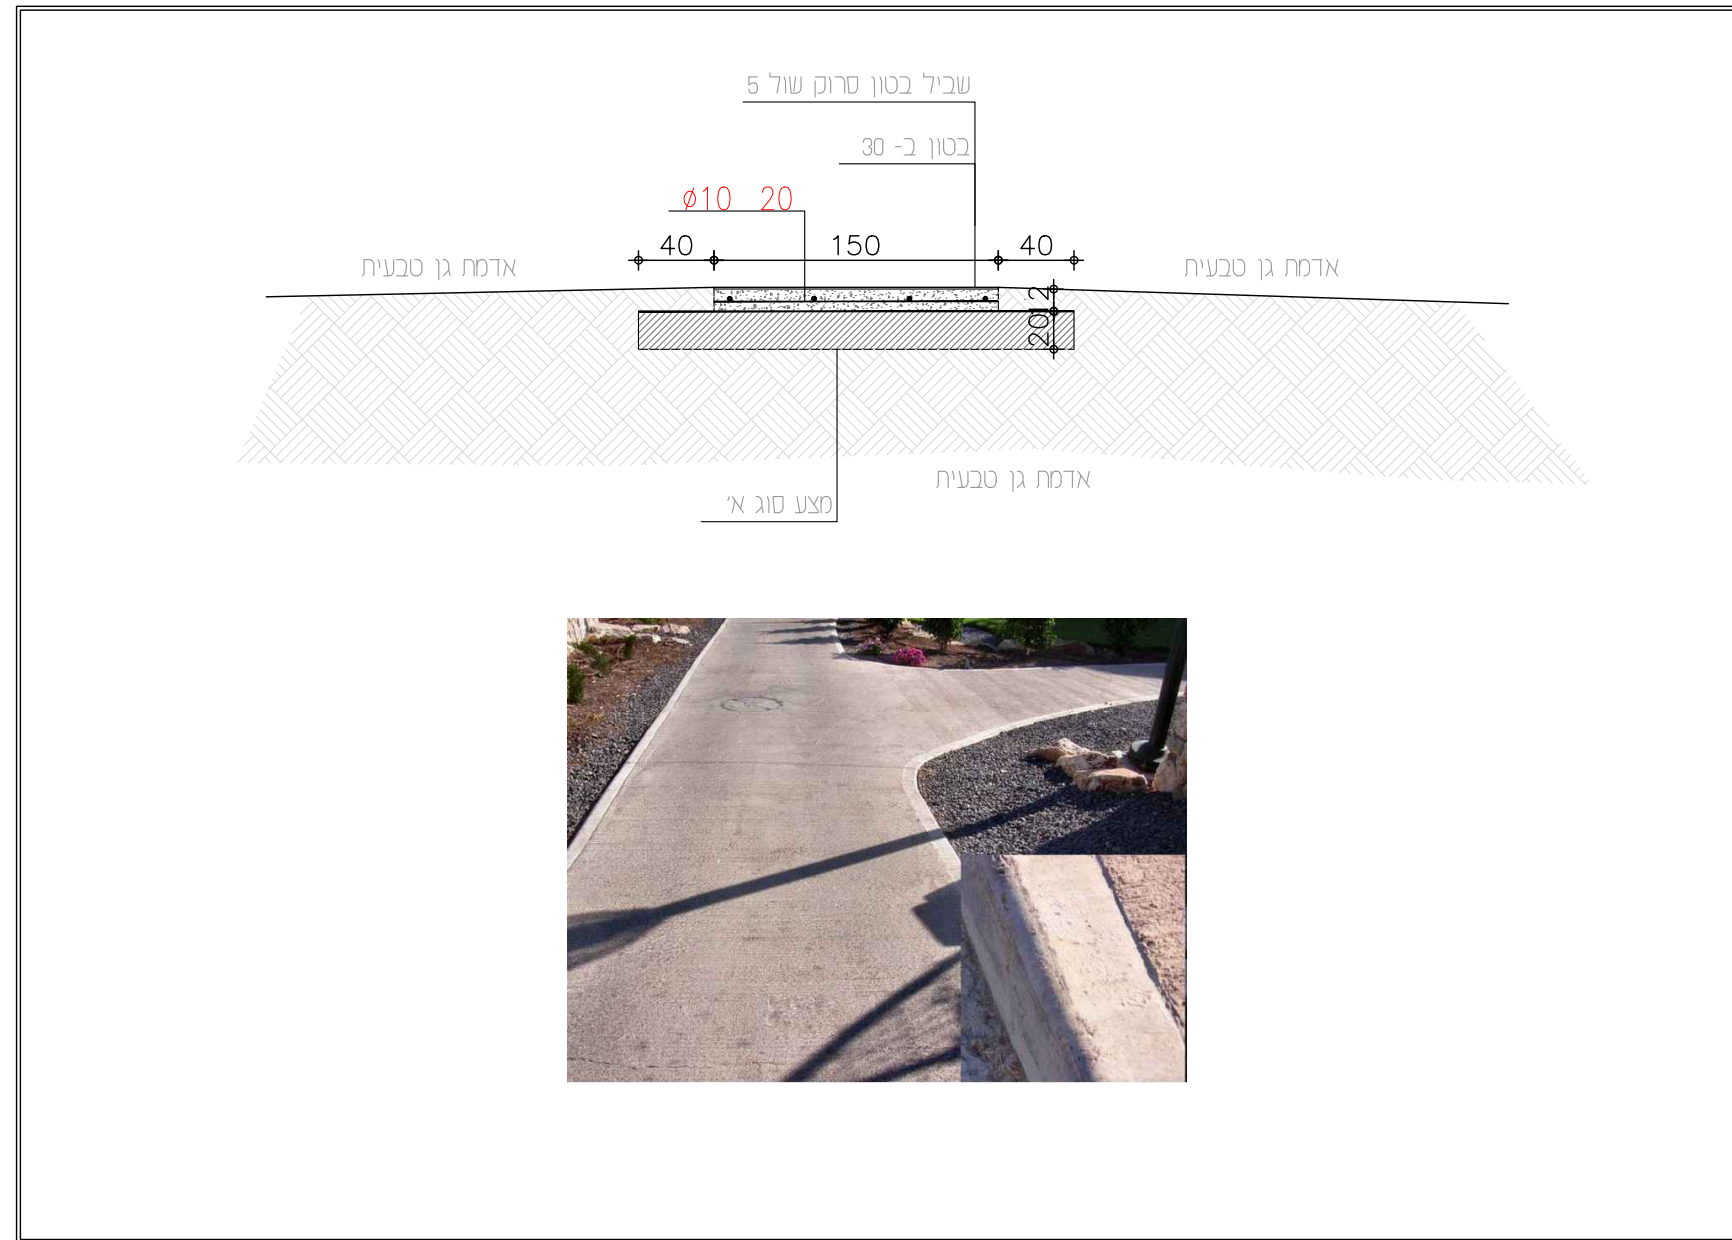 שביל בטון סרוק שול 5
בטון ב- 30
ø10 20
40 150 40
אדמת גן טבעית
אדמת גן טבעית
12
20
אדמת גן טבעית
מצע סוג א'